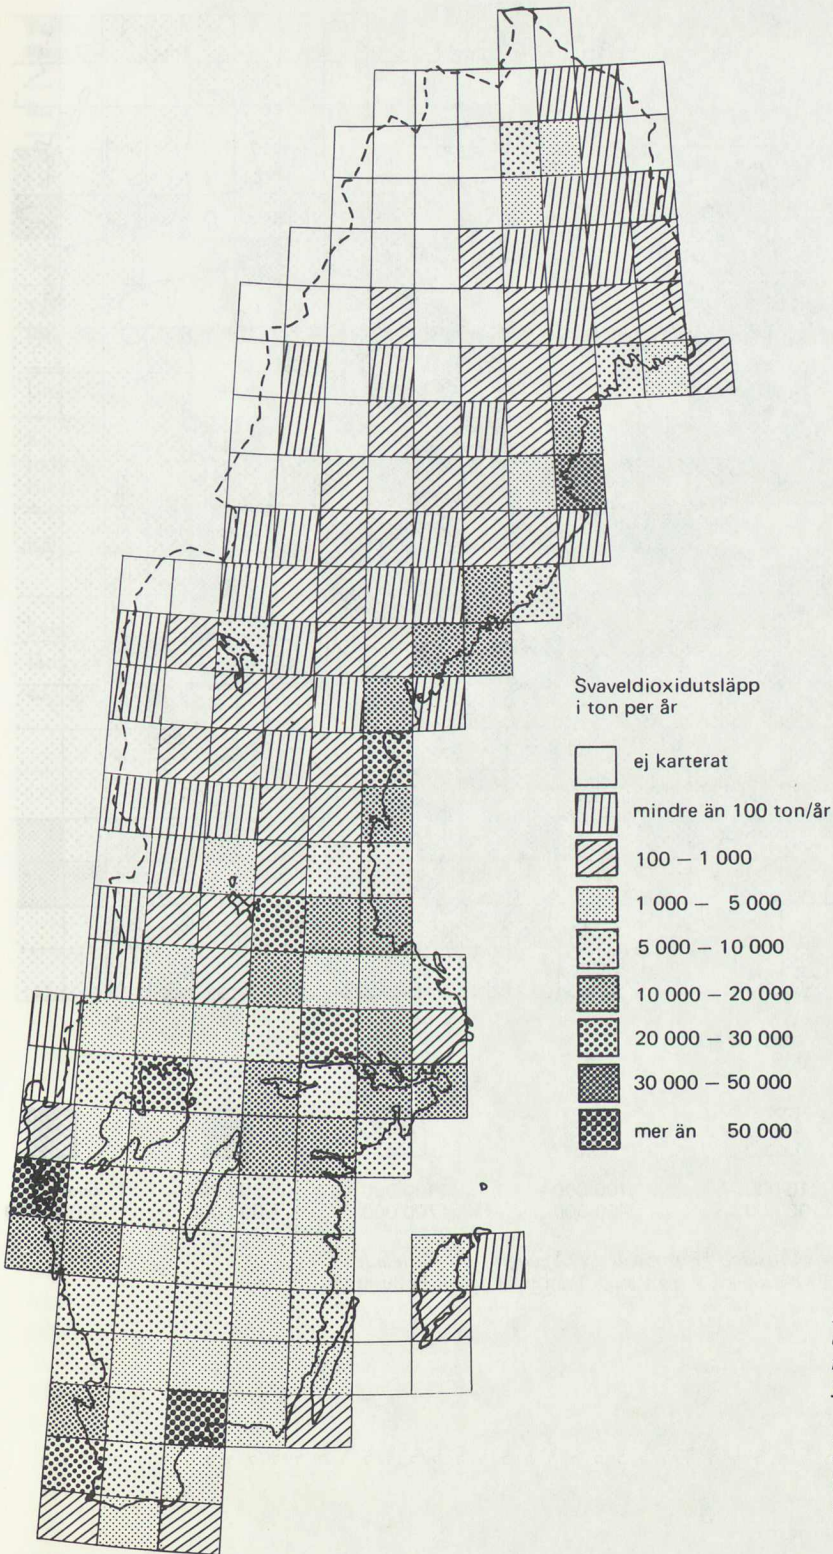 Svaveldioxidutsläpp
i ton per år
ej karterat
mindre än 100 ton/år
100 – 1 000
1 000 – 5 000
5 000 – 10 000
10 000 – 20 000
20 000 – 30 000
30 000 – 50 000
mer än 50 000